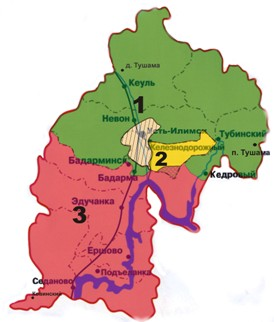 д. Тушама
Кеуль
1
Невон
Усть-Илимск
Тубинский
Железнодорожный
2
п. Тушама
Бадарминск
Бадарма
Кедровый
Эдучанка
3
Ершово
Подъеланка
Седаново